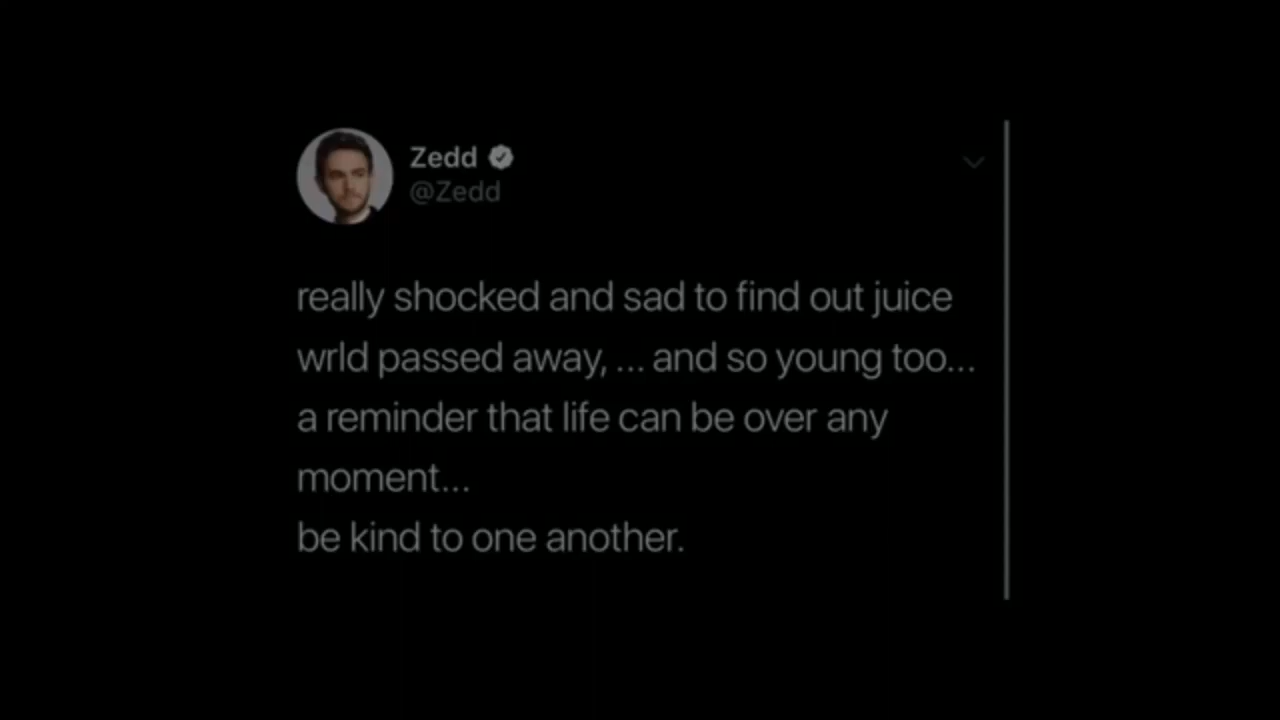 Zedd
@Zedd
really shocked and sad to find out juice
wrld passed away, ... and so young too...
a reminder that life can be over any
moment...
be kind to one another.